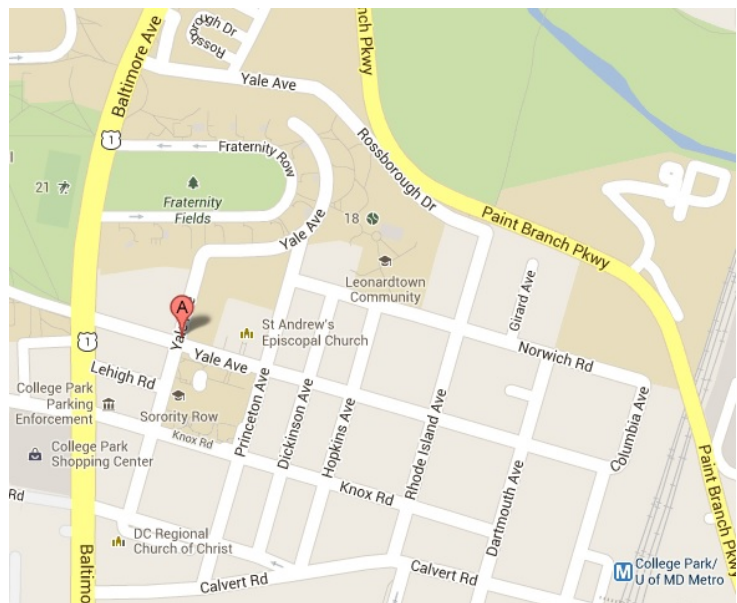 Rossborough Dr
Baltimore Ave
Branch Pkwy
Yale Ave
1
Fraternity
Row
Rossborough Dr
21
Fraternity
Fields
18
Yale Ave
Paint Branch Pkwy
Leonardtown
Community
Girard Ave
A
Yale
St Andrew's
Episcopal Church
1
Yale Ave
Norwich Rd
Lehigh Rd
College Park
Parking
Enforcement
Sorority Row
Princeton Ave
Dickinson Ave
Hopkins Ave
Rhode Island Ave
Columbia Ave
Knox Rd
College Park
Shopping Center
Paint Branch Pkwy
Dartmouth Ave
Rd
Knox Rd
DC Regional
Church of Christ
Baltimore
Calvert Rd
Calvert Rd
M
College Park/
U of MD Metro